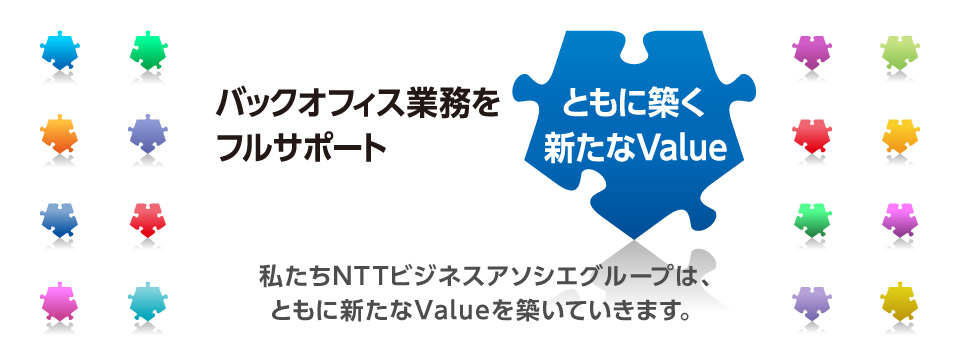 バックオフィス業務を
フルサポート
ともに築く
新たなValue
私たちNTTビジネスアソシエグループは、
ともに新たなValueを築いていきます。